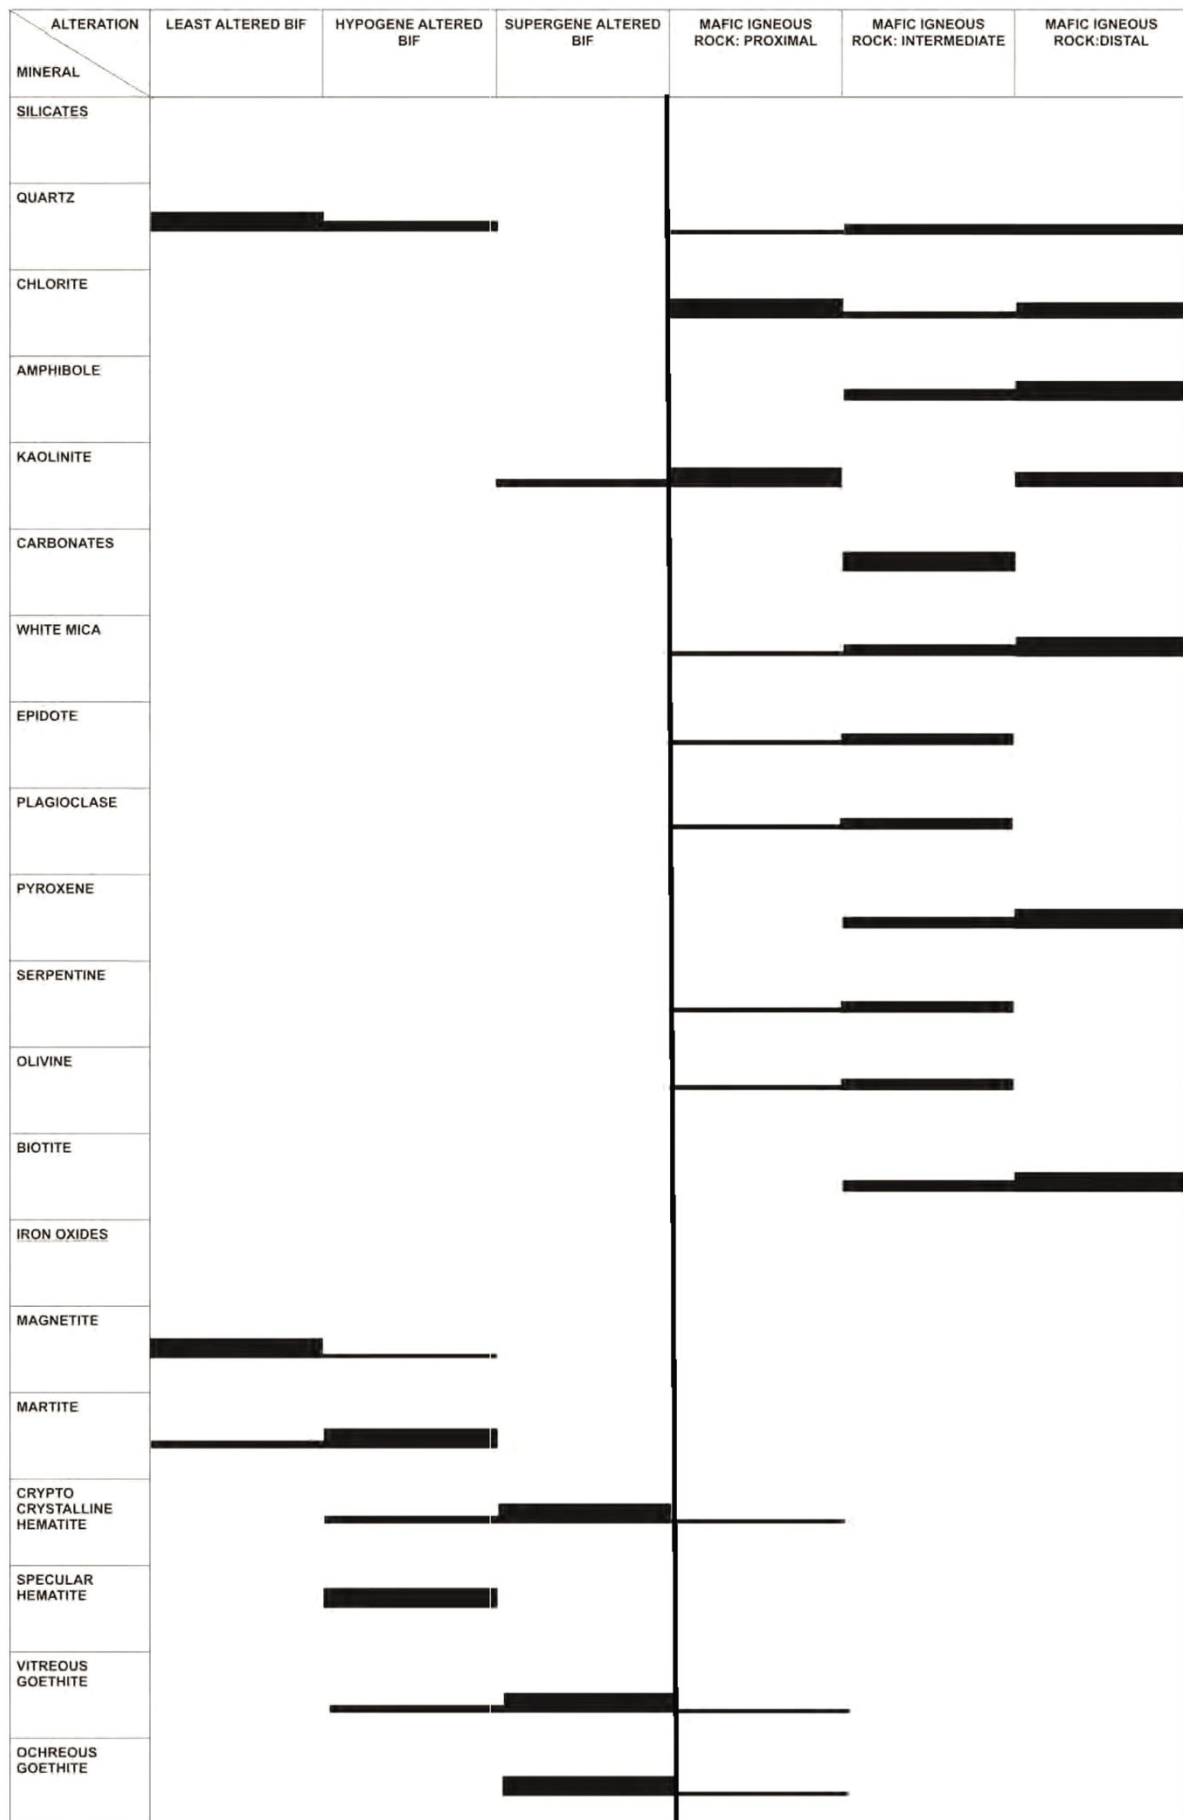 ALTERATION
MINERAL
LEAST ALTERED BIF
HYPOGENE ALTERED
BIF
SUPERGENE ALTERED
BIF
MAFIC IGNEOUS
ROCK: PROXIMAL
MAFIC IGNEOUS
ROCK: INTERMEDIATE
MAFIC IGNEOUS
ROCK:DISTAL
SILICATES
QUARTZ
CHLORITE
AMPHIBOLE
KAOLINITE
CARBONATES
WHITE MICA
EPIDOTE
PLAGIOCLASE
PYROXENE
SERPENTINE
OLIVINE
BIOTITE
IRON OXIDES
MAGNETITE
MARTITE
CRYPTO
CRYSTALLINE
HEMATITE
SPECULAR
HEMATITE
VITREOUS
GOETHITE
OCHREOUS
GOETHITE